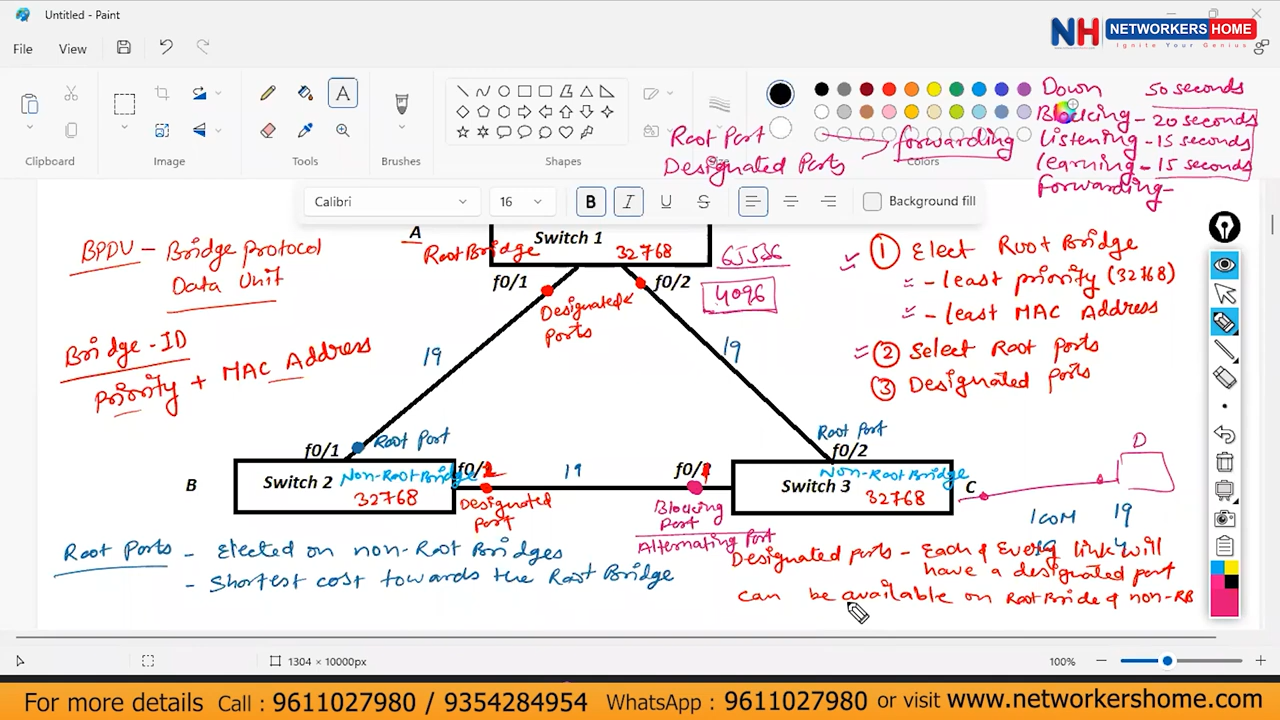 Untitled - Paint
NETWORKERS HOME
Ignite Your Genius
File
View
Clipboard
Image
Tools
Brushes
Shapes
Colors
Down 50 seconds
Blocking - 20 seconds
Listening - 15 seconds
learning - 15 seconds
forwarding -
Root Port
Designated Ports
forwarding
Calibri
16
B
I
U
S
Background fill
A
Switch 1
Root Bridge
32768
65536
4096
f0/1
f0/2
Designated
Ports
BPDU - Bridge Protocol
Data Unit
Bridge - ID
Priority + MAC Address
① Elect Root Bridge
- least priority (32768)
- least MAC Address
② Select Root Ports
③ Designated Ports
19
19
f0/1
Root Port
Root Port
f0/2
B
Switch 2
Non-Root Bridge
32768
f0/
19
f0/
Designated
Port
Blocking
Port
Alternating Port
Switch 3
Non-Root Bridge
32768
C
D
100M 19
Root Ports - Elected on non-Root Bridges
- Shortest cost towards the Root Bridge
Designated ports - Each & Every link will
have a designated port
can be available on Root Bride & non-RB
1304 × 10000px
100%
For more details Call : 9611027980 / 9354284954 WhatsApp : 9611027980 or visit www.networkershome.com